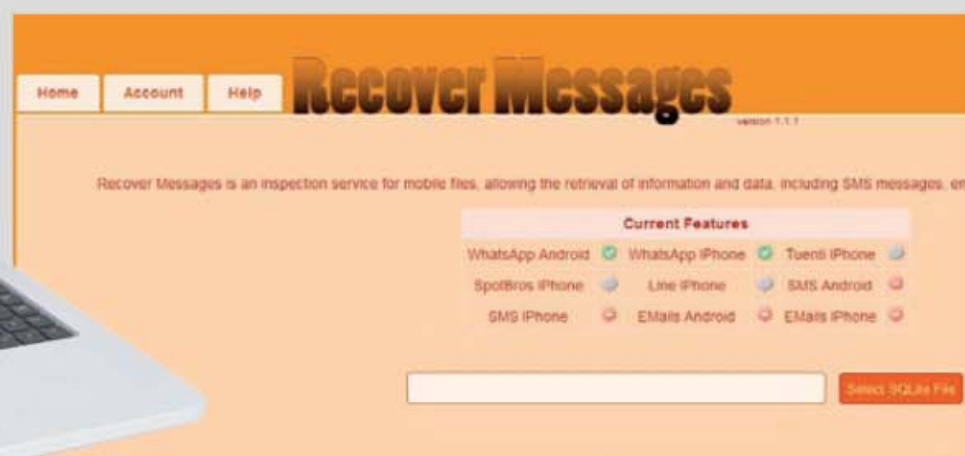 Home Account Help Recover Messages
version 1.1.1
Recover Messages is an inspection service for mobile files, allowing the retrieval of information and data, including SMS messages, em
Current Features
WhatsApp Android WhatsApp iPhone Tuenti iPhone
SpotBros iPhone Line iPhone SMS Android
SMS iPhone EMails Android EMails iPhone
Select SQLite File